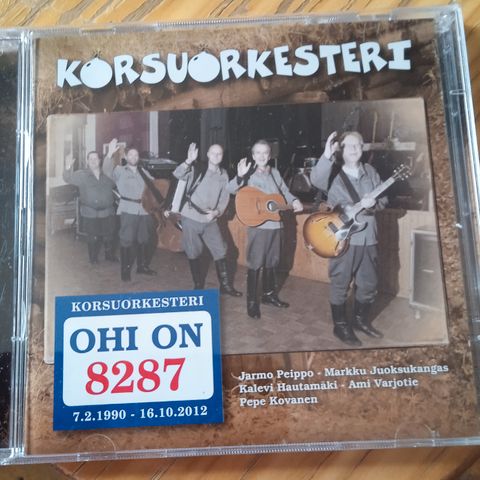 KORSUORKESTERI
KORSUORKESTERI
OHI ON
8287
7.2.1990 - 16.10.2012
Jarmo Peippo - Markku Juoksukangas
Kalevi Hautamäki - Ami Varjotie
Pepe Kovanen